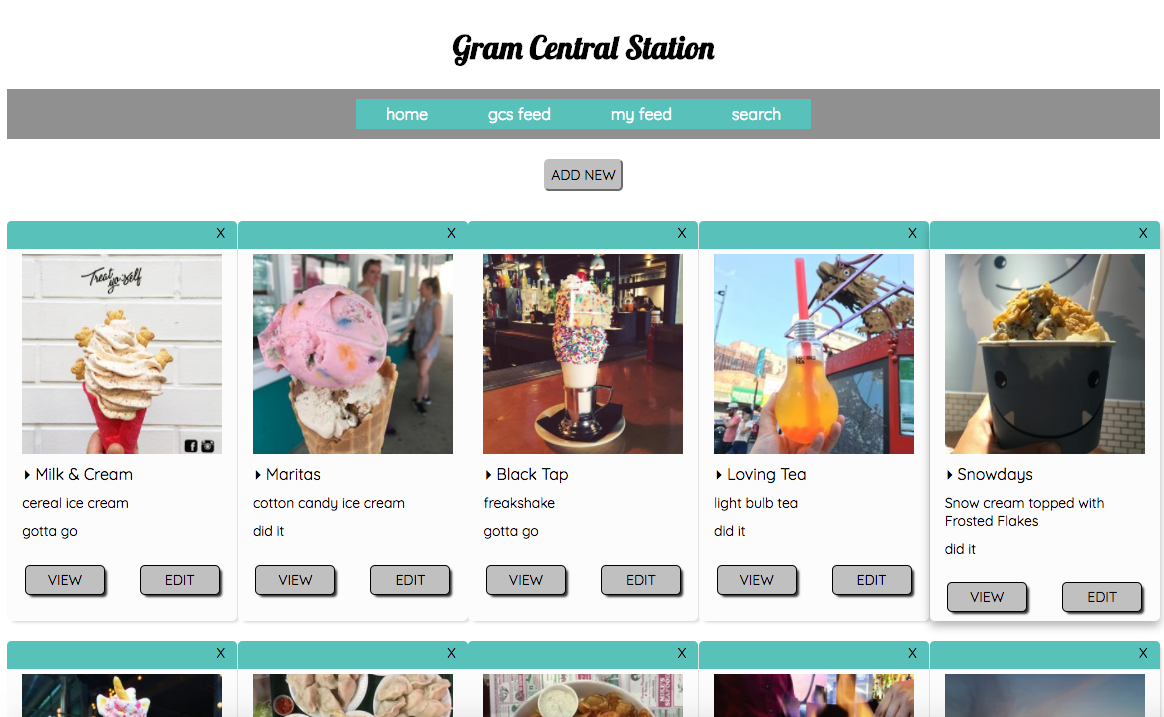 Gram Central Station
home gcs feed my feed search
ADD NEW
X X X X X
Treat
yo·self
Milk & Cream
cereal ice cream
gotta go
VIEW EDIT
Maritas
cotton candy ice cream
did it
VIEW EDIT
Black Tap
freakshake
gotta go
VIEW EDIT
Loving Tea
light bulb tea
did it
VIEW EDIT
Snowdays
Snow cream topped with
Frosted Flakes
did it
VIEW EDIT
X X X X X